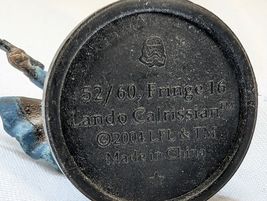 52/60, Fringe 16
Lando Calrissian™
©2004 LFL & TM
Made in China